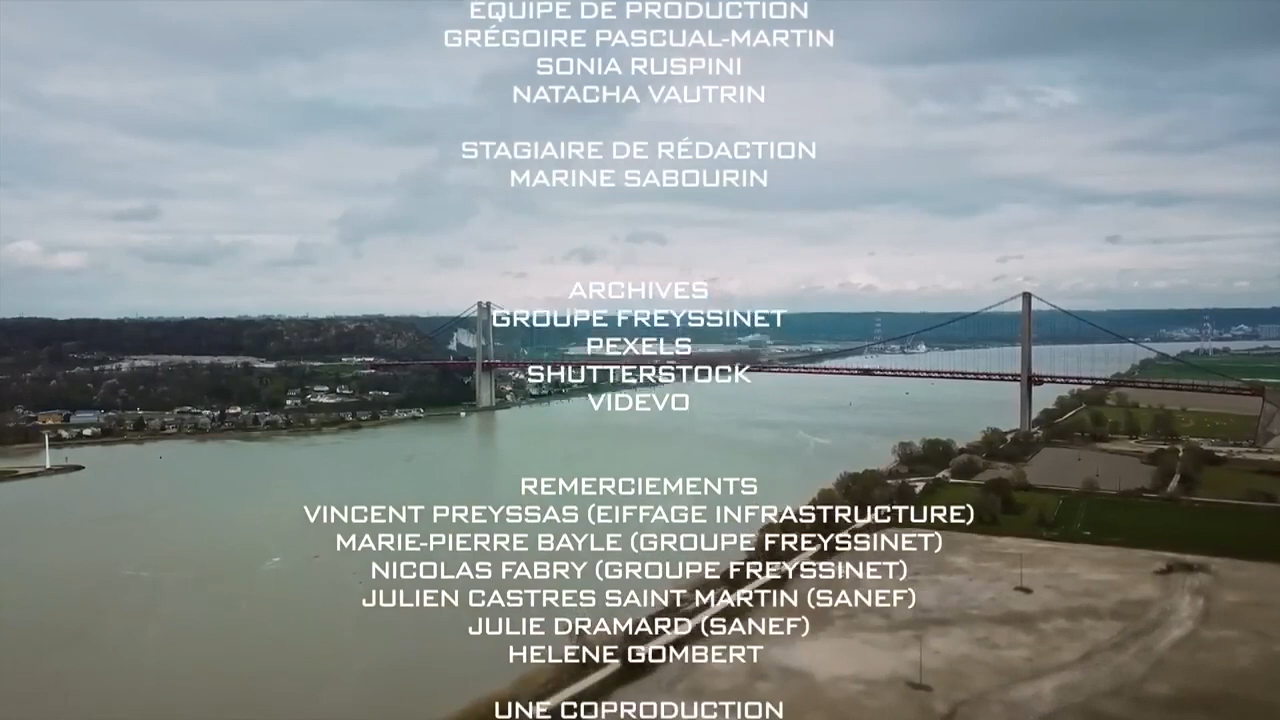 ÉQUIPE DE PRODUCTION
GRÉGOIRE PASCUAL-MARTIN
SONIA RUSPINI
NATACHA VAUTRIN
STAGIAIRE DE RÉDACTION
MARINE SABOURIN
ARCHIVES
GROUPE FREYSSINET
PEXELS
SHUTTERSTOCK
VIDEVO
REMERCIEMENTS
VINCENT PREYSSAS (EIFFAGE INFRASTRUCTURE)
MARIE-PIERRE BAYLE (GROUPE FREYSSINET)
NICOLAS FABRY (GROUPE FREYSSINET)
JULIEN CASTRES SAINT MARTIN (SANEF)
JULIE DRAMARD (SANEF)
HELENE GOMBERT
UNE COPRODUCTION